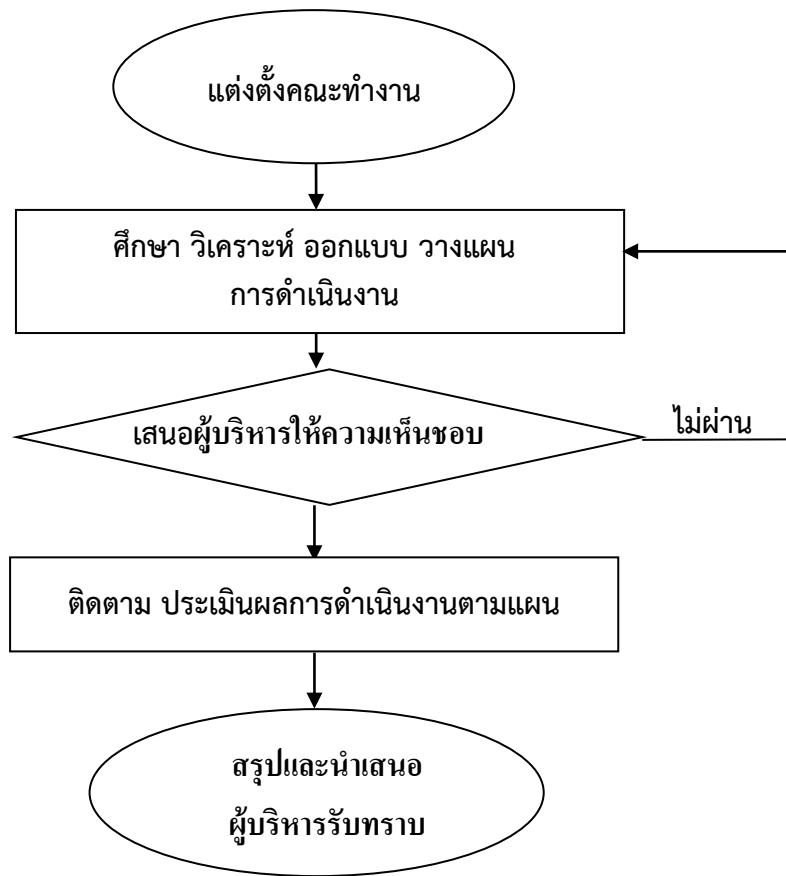 แต่งตั้งคณะทำงาน
ศึกษา วิเคราะห์ ออกแบบ วางแผน
การดำเนินงาน
เสนอผู้บริหารให้ความเห็นชอบ
ไม่ผ่าน
ติดตาม ประเมินผลการดำเนินงานตามแผน
สรุปและนำเสนอ
ผู้บริหารรับทราบ